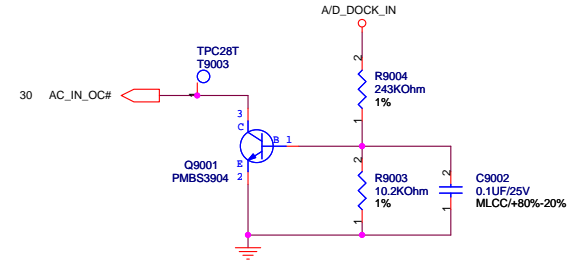 A/D_DOCK_IN
TPC28T
T9003
30 AC_IN_OC#
2
R9004
243KOhm
1%
1
3
C
B 1
E
2
Q9001
PMBS3904
2
R9003
10.2KOhm
1%
1
2
C9002
0.1UF/25V
MLCC/+80%-20%
1